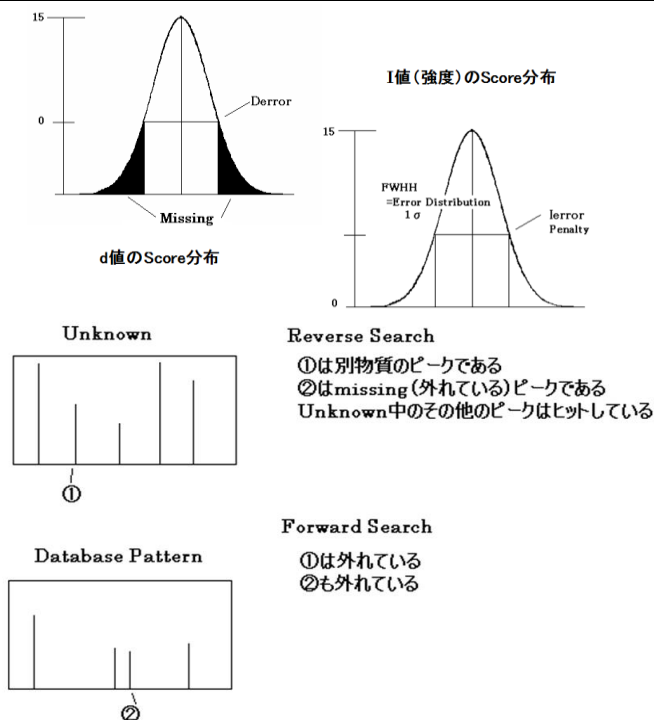 15
0
Derror
Missing
d値のScore分布
I値(強度)のScore分布
15
FWHH
=Error Distribution
1 σ
Ierror
Penalty
0
Unknown
①
Reverse Search
①は別物質のピークである
②はmissing(外れている)ピークである
Unknown中のその他のピークはヒットしている
Database Pattern
②
Forward Search
①は外れている
②も外れている